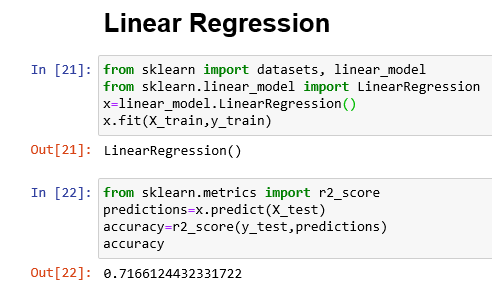 Linear Regression
In [21]: from sklearn import datasets, linear_model
from sklearn.linear_model import LinearRegression
x=linear_model.LinearRegression()
x.fit(X_train,y_train)
Out[21]: LinearRegression()
In [22]: from sklearn.metrics import r2_score
predictions=x.predict(X_test)
accuracy=r2_score(y_test,predictions)
accuracy
Out[22]: 0.7166124432331722